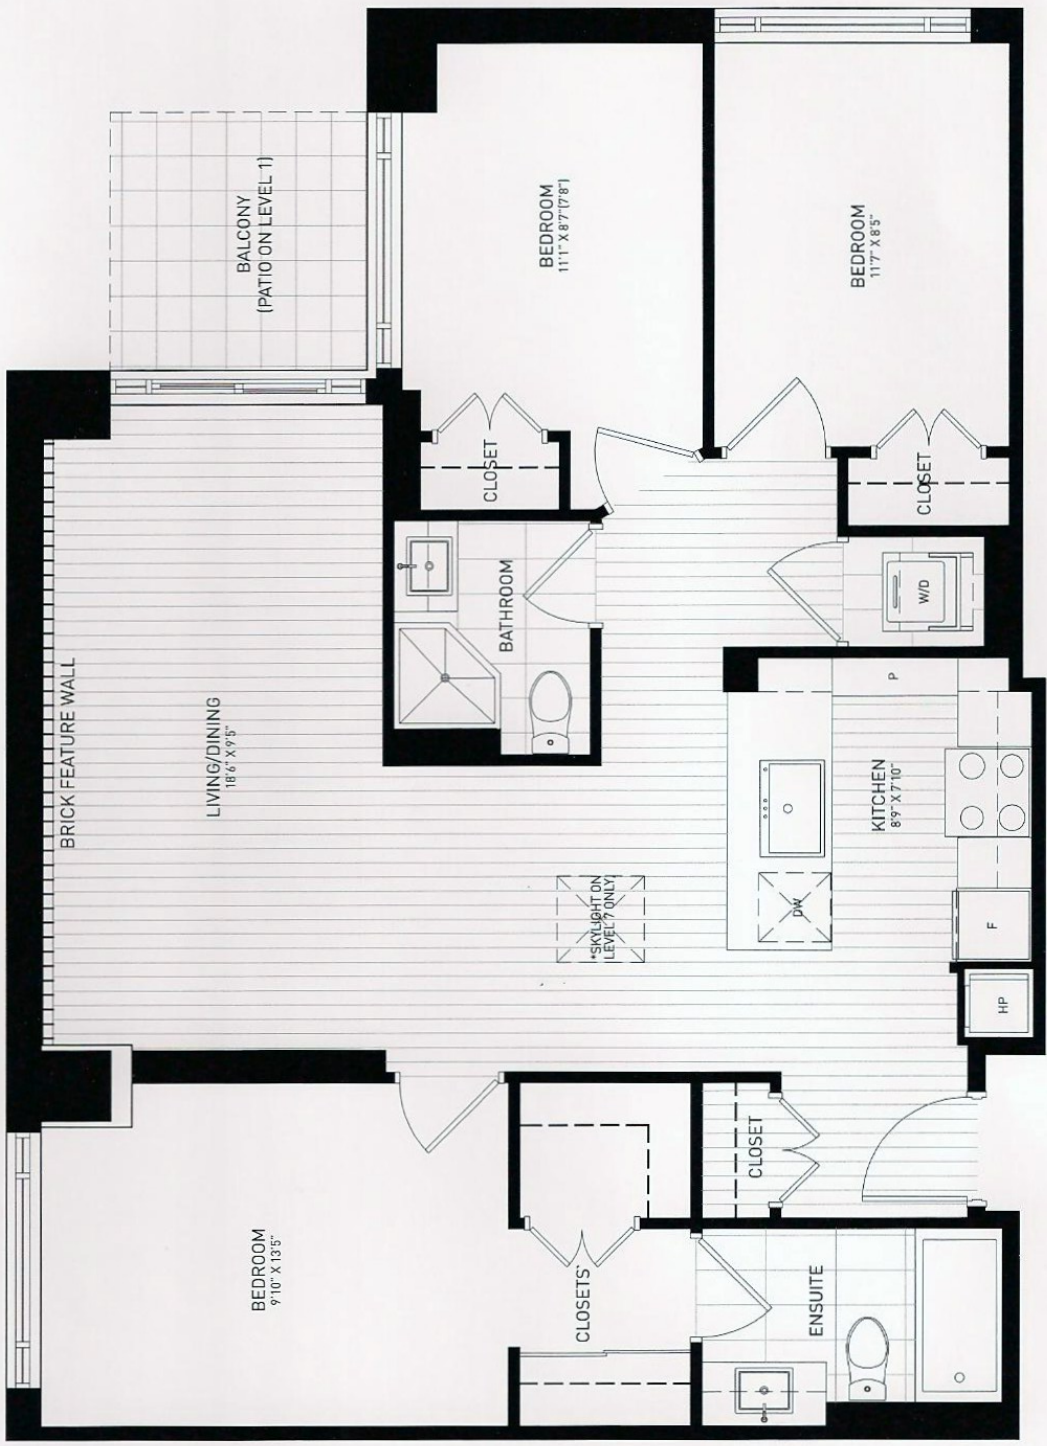 BALCONY
(PATIO ON LEVEL 1)
BEDROOM
11'1" X 8'7"(7'8")
BEDROOM
11'7" X 8'5"
CLOSET
CLOSET
BATHROOM
W/D
BRICK FEATURE WALL
LIVING/DINING
18'6" X 9'5"
P
KITCHEN
8'9" X 7'10"
*SKYLIGHT ON
LEVEL 7 ONLY
DW
F
HP
CLOSET
BEDROOM
9'10" X 13'5"
CLOSETS
ENSUITE